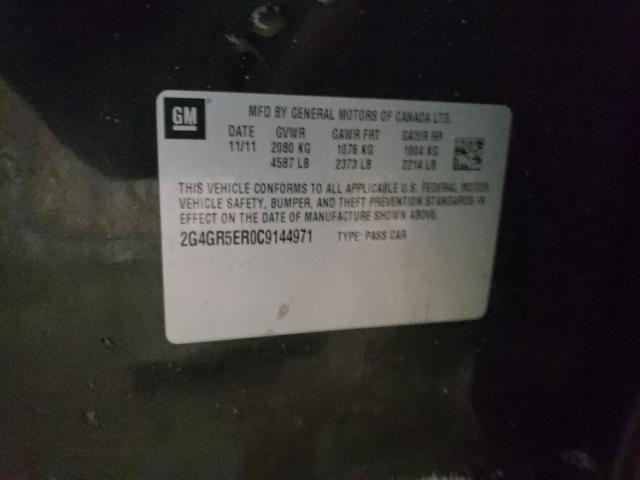 GM
MFD BY GENERAL MOTORS OF CANADA LTD.
DATE GVWR GAWR FRT GAWR RR
11/11 2080 KG 1076 KG 1004 KG
4587 LB 2373 LB 2214 LB
THIS VEHICLE CONFORMS TO ALL APPLICABLE U.S. FEDERAL MOTOR
VEHICLE SAFETY, BUMPER, AND THEFT PREVENTION STANDARDS IN
EFFECT ON THE DATE OF MANUFACTURE SHOWN ABOVE.
2G4GR5ER0C9144971 TYPE: PASS CAR